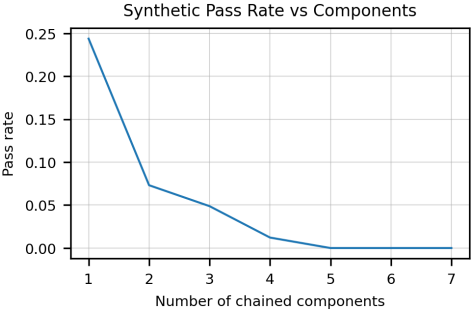 Synthetic Pass Rate vs Components
0.25
0.20
0.15
0.10
0.05
0.00
Pass rate
1 2 3 4 5 6 7
Number of chained components